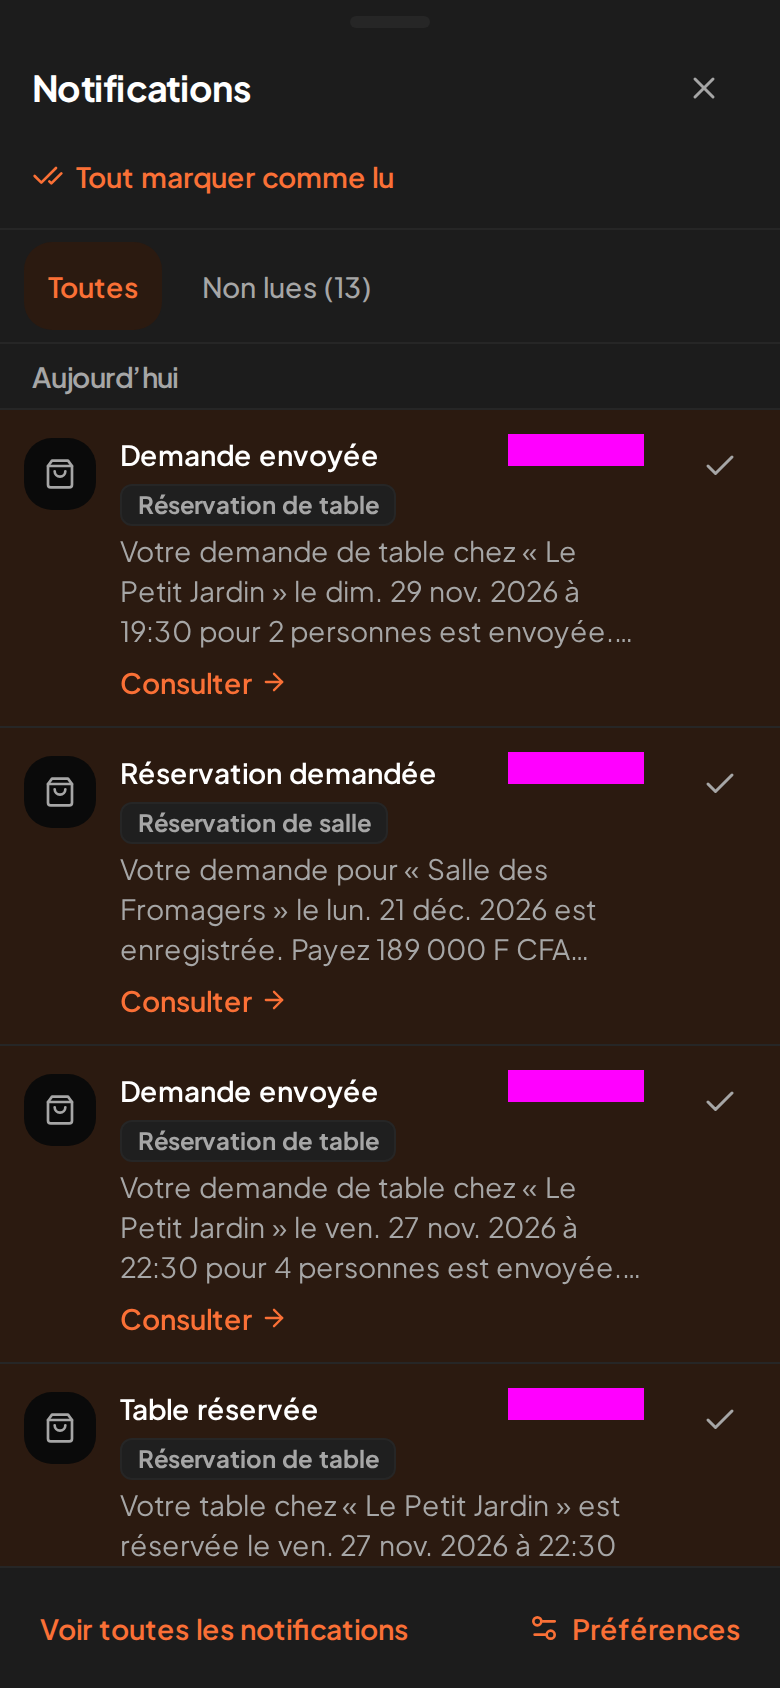 Notifications
Tout marquer comme lu
Toutes
Non lues (13)
Aujourd’hui
Demande envoyée
Réservation de table
Votre demande de table chez « Le
Petit Jardin » le dim. 29 nov. 2026 à
19:30 pour 2 personnes est envoyée.…
Consulter
Réservation demandée
Réservation de salle
Votre demande pour « Salle des
Fromagers » le lun. 21 déc. 2026 est
enregistrée. Payez 189 000 F CFA…
Consulter
Demande envoyée
Réservation de table
Votre demande de table chez « Le
Petit Jardin » le ven. 27 nov. 2026 à
22:30 pour 4 personnes est envoyée.…
Consulter
Table réservée
Réservation de table
Votre table chez « Le Petit Jardin » est
réservée le ven. 27 nov. 2026 à 22:30
Voir toutes les notifications
Préférences